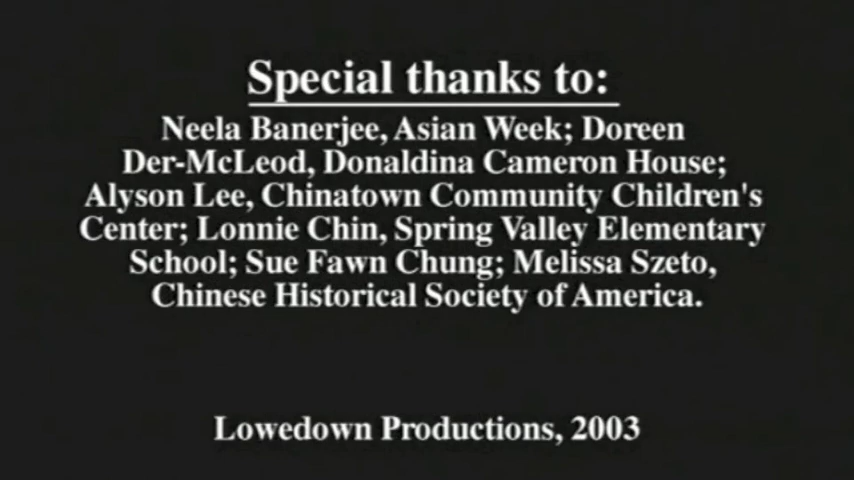 Special thanks to:
Neela Banerjee, Asian Week; Doreen
Der-McLeod, Donaldina Cameron House;
Alyson Lee, Chinatown Community Children's
Center; Lonnie Chin, Spring Valley Elementary
School; Sue Fawn Chung; Melissa Szeto,
Chinese Historical Society of America.
Lowedown Productions, 2003